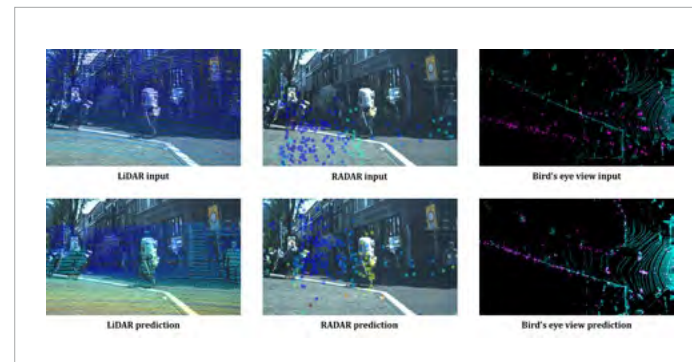 LiDAR input
RADAR input
Bird's eye view input
LiDAR prediction
RADAR prediction
Bird's eye view prediction